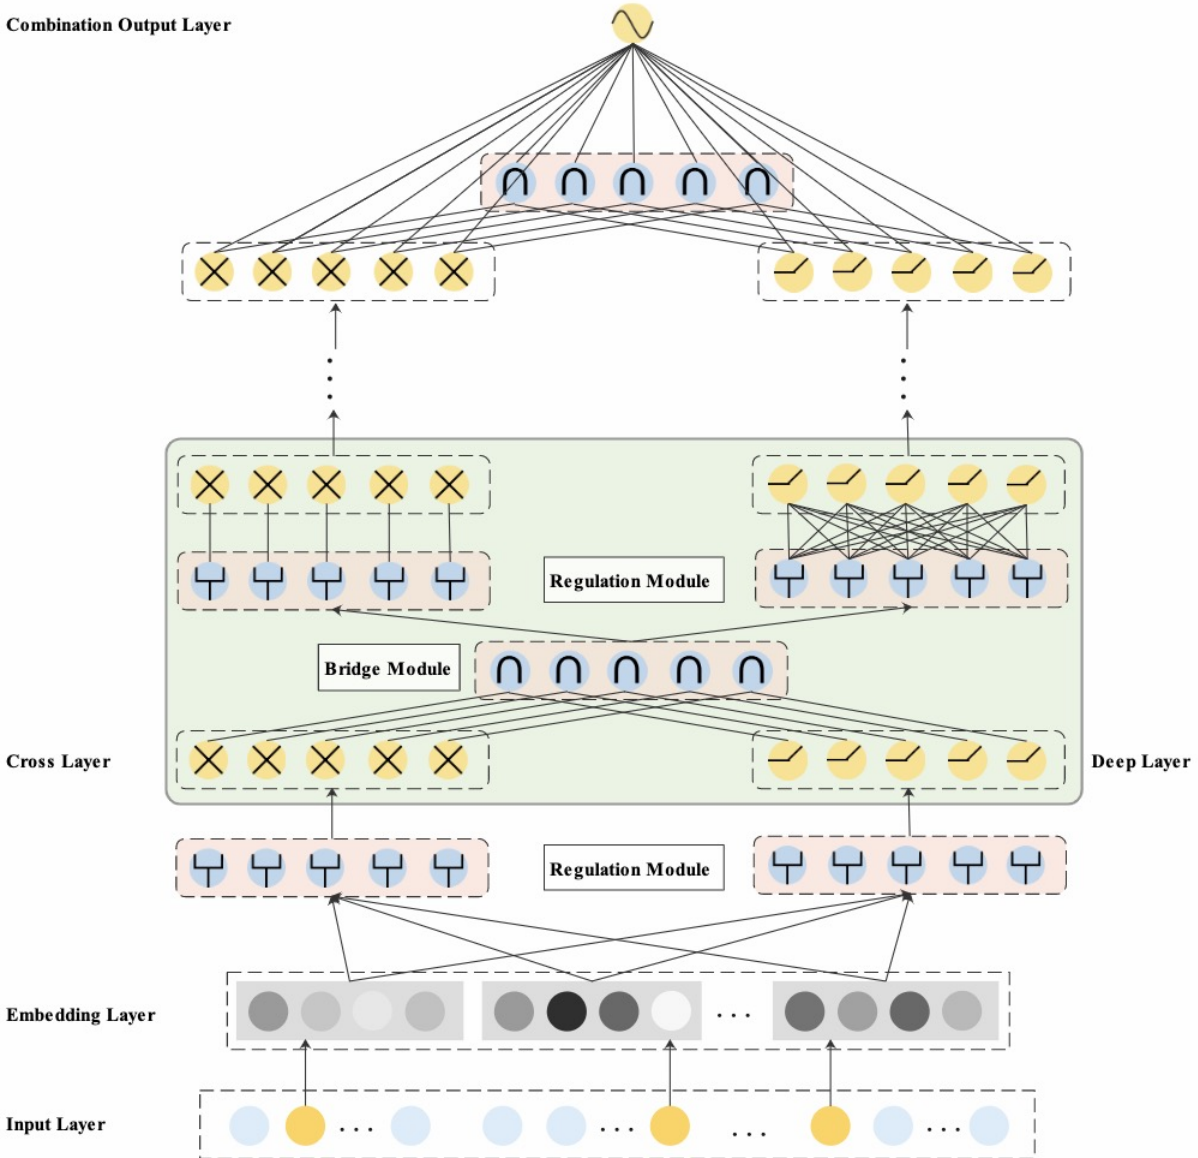 Combination Output Layer
Regulation Module
Bridge Module
Cross Layer
Deep Layer
Regulation Module
Embedding Layer
Input Layer